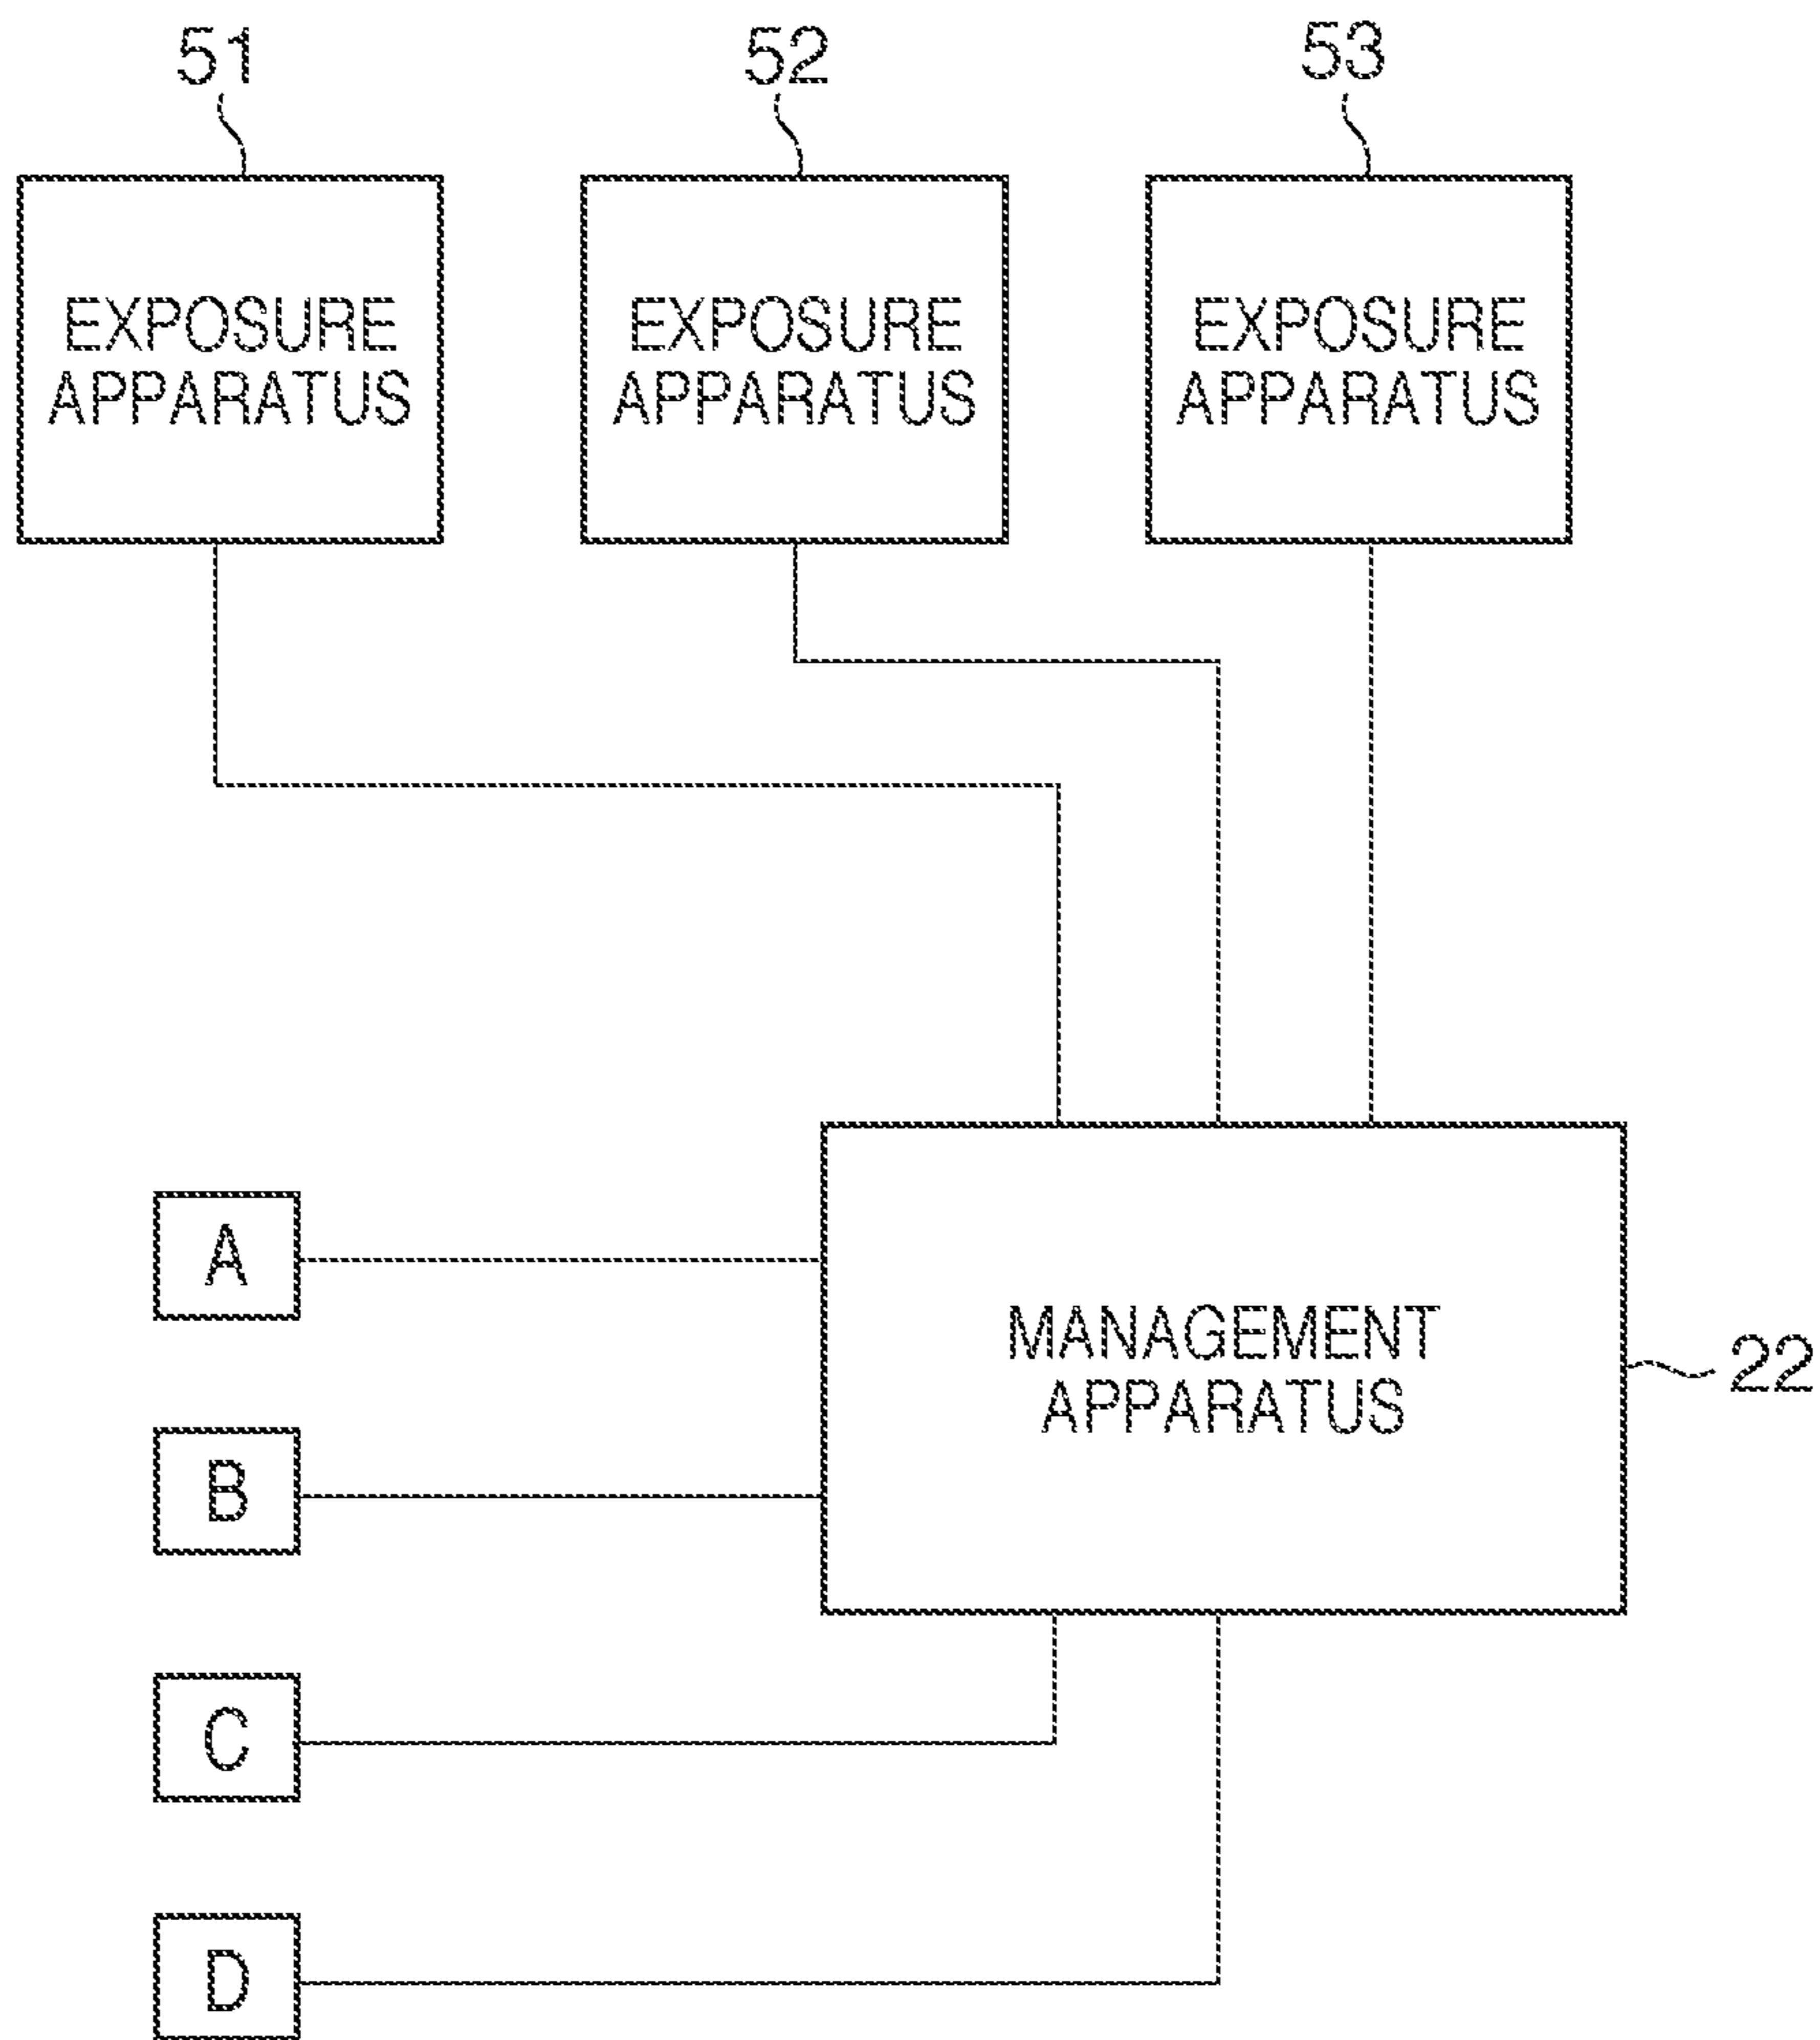 51
52
53
EXPOSURE
APPARATUS
EXPOSURE
APPARATUS
EXPOSURE
APPARATUS
A
B
C
D
MANAGEMENT
APPARATUS
22